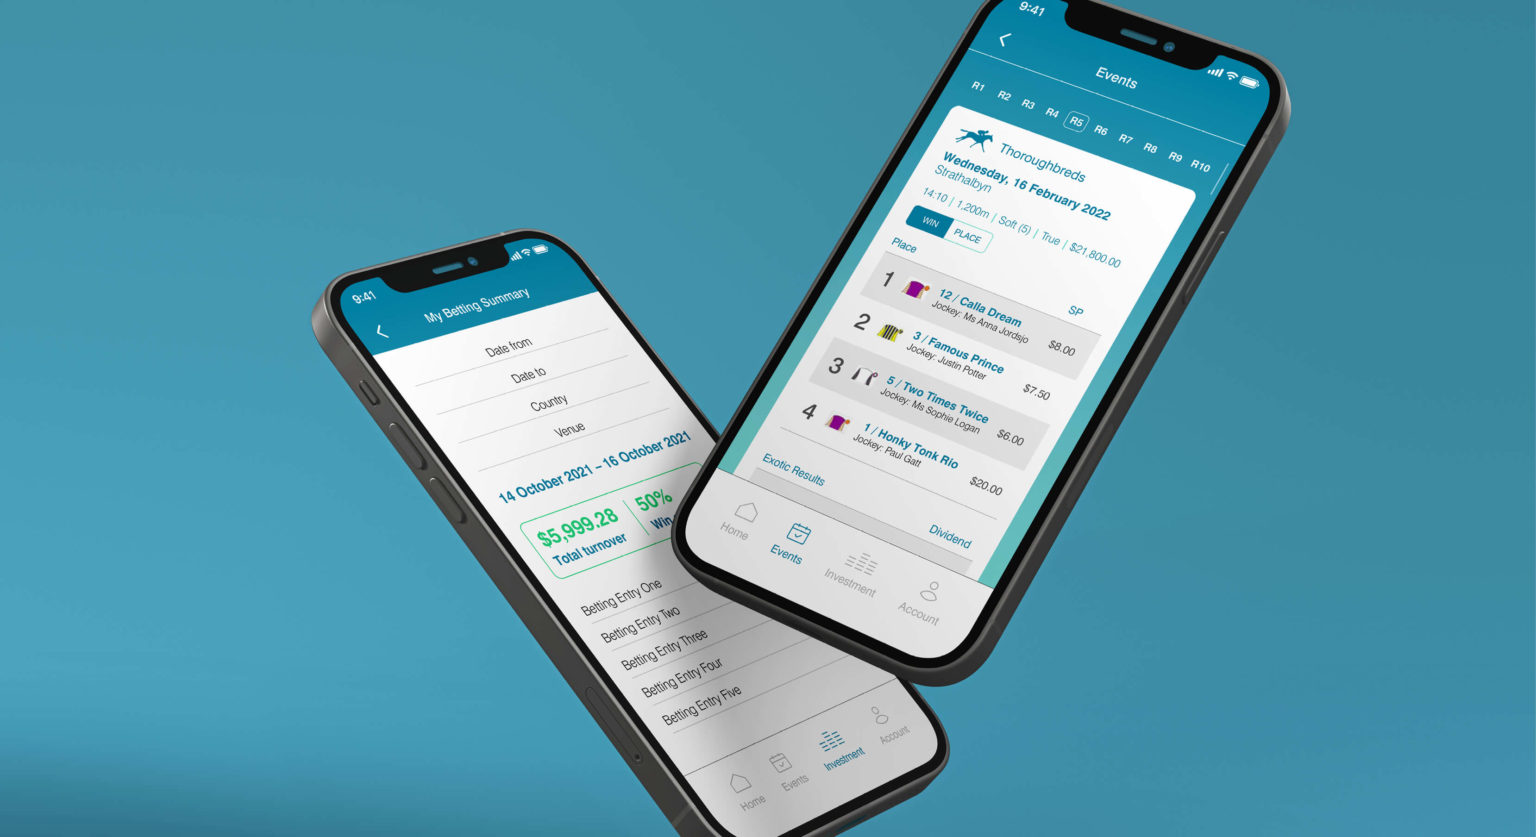 9:41
My Betting Summary
Date from
Date to
Country
Venue
14 October 2021 – 16 October 2021
$5,999.28
Total turnover
50%
Win
Betting Entry One
Betting Entry Two
Betting Entry Three
Betting Entry Four
Betting Entry Five
Home
Events
Investment
Account
9:41
Events
R1 R2 R3 R4 R5 R6 R7 R8 R9 R10
Thoroughbreds
Wednesday, 16 February 2022
Strathalbyn
14:10 | 1,200m | Soft (5) | True | $21,800.00
WIN PLACE
Place SP
1 12 / Calla Dream $8.00
Jockey: Ms Anna Jordsjo
2 3 / Famous Prince $7.50
Jockey: Justin Potter
3 5 / Two Times Twice $6.00
Jockey: Ms Sophie Logan
4 1 / Honky Tonk Rio $20.00
Jockey: Paul Gatt
Exotic Results
Dividend
Home
Events
Investment
Account